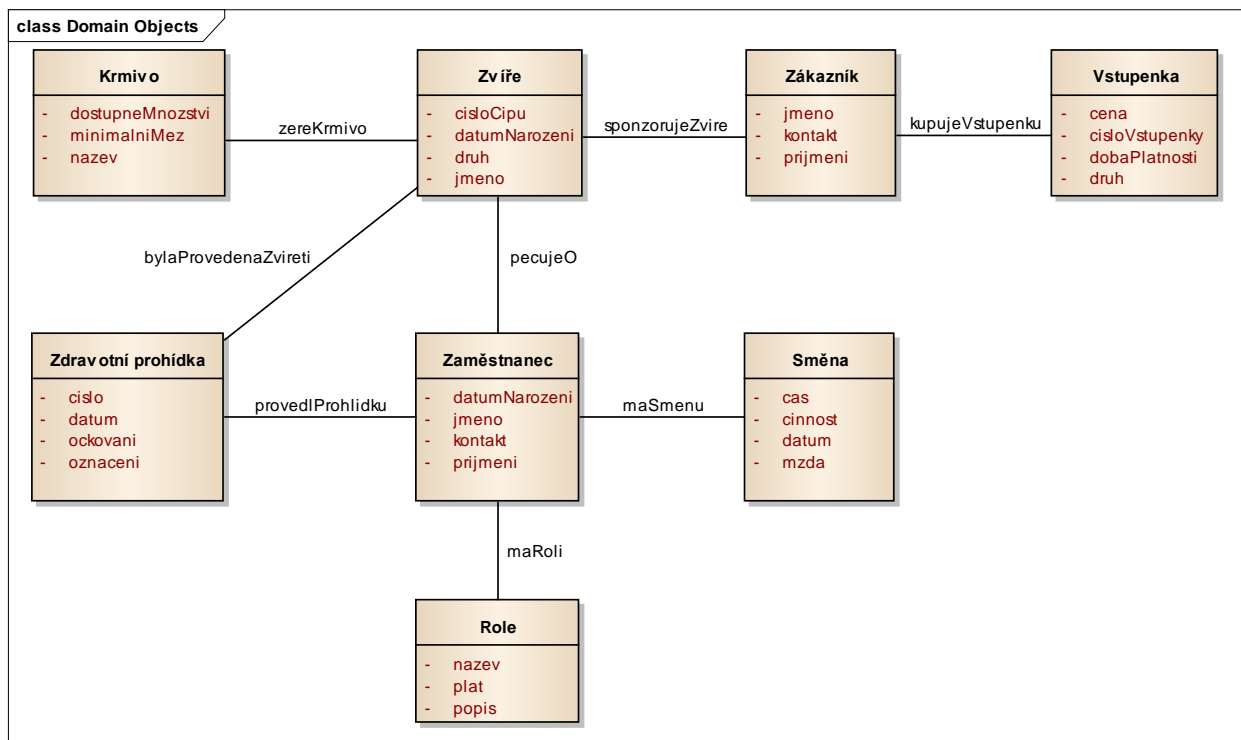 class Domain Objects
Krmivo
- dostupneMnozstvi
- minimalniMez
- nazev
zereKrmivo
Zvíře
- cisloCipu
- datumNarozeni
- druh
- jmeno
sponzorujeZvire
Zákazník
- jmeno
- kontakt
- prijmeni
kupujeVstupenku
Vstupenka
- cena
- cisloVstupenky
- dobaPlatnosti
- druh
bylaProvedenaZvireti
pecujeO
Zdravotní prohídka
- cislo
- datum
- ockovani
- oznaceni
provedlProhlidku
Zaměstnanec
- datumNarozeni
- jmeno
- kontakt
- prijmeni
maSmenu
Směna
- cas
- cinnost
- datum
- mzda
maRoli
Role
- nazev
- plat
- popis